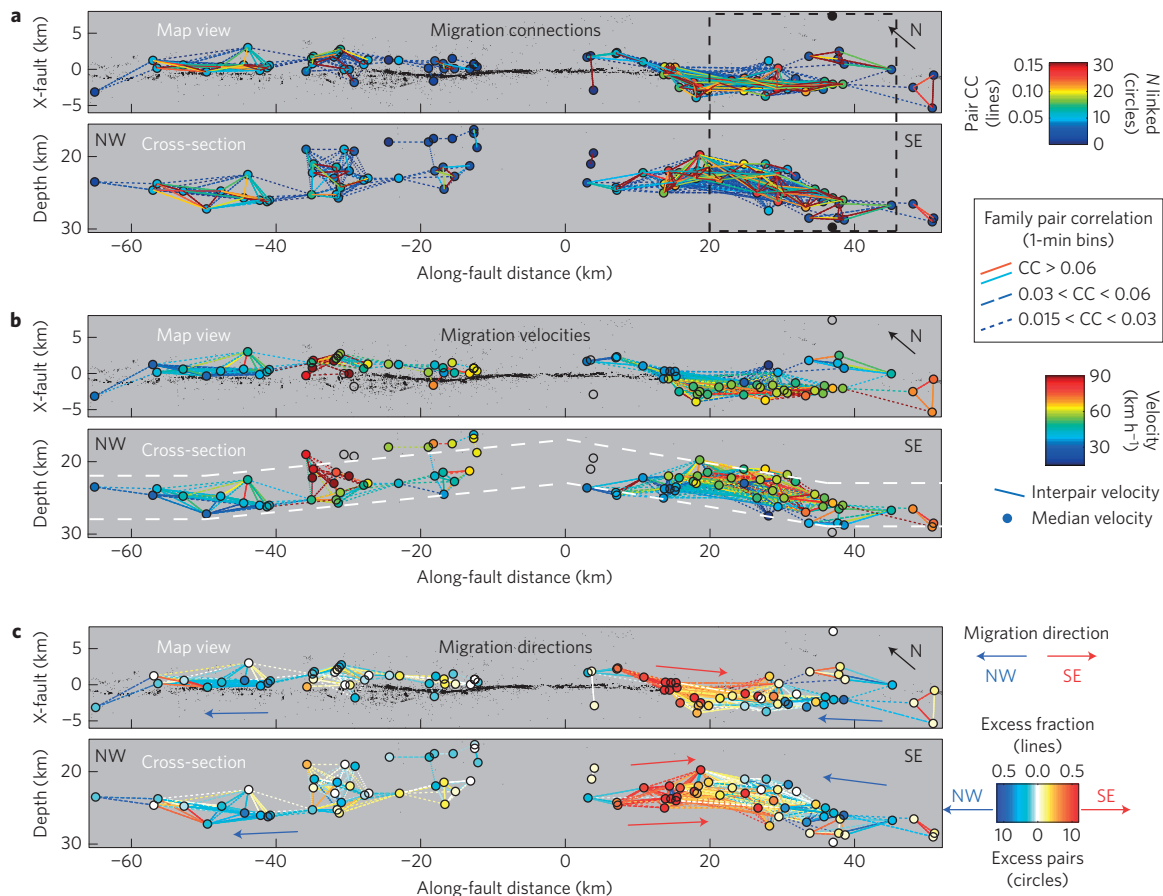 a
Map view
Migration connections
N
X-fault (km)
5
0
−5
NW
Cross-section
SE
Depth (km)
20
30
−60
−40
−20
0
20
40
Along-fault distance (km)
Pair CC
(lines)
0.15
0.10
0.05
30
20
10
0
N linked
(circles)
Family pair correlation
(1-min bins)
CC > 0.06
0.03 < CC < 0.06
0.015 < CC < 0.03
b
Map view
Migration velocities
N
X-fault (km)
5
0
−5
NW
Cross-section
SE
Depth (km)
20
30
−60
−40
−20
0
20
40
Along-fault distance (km)
90
60
30
Velocity
(km h−1)
Interpair velocity
Median velocity
c
Map view
Migration directions
N
X-fault (km)
5
0
−5
NW
Cross-section
SE
Depth (km)
20
30
−60
−40
−20
0
20
40
Along-fault distance (km)
Migration direction
NW
SE
Excess fraction
(lines)
0.5 0.0 0.5
NW
SE
10 0 10
Excess pairs
(circles)